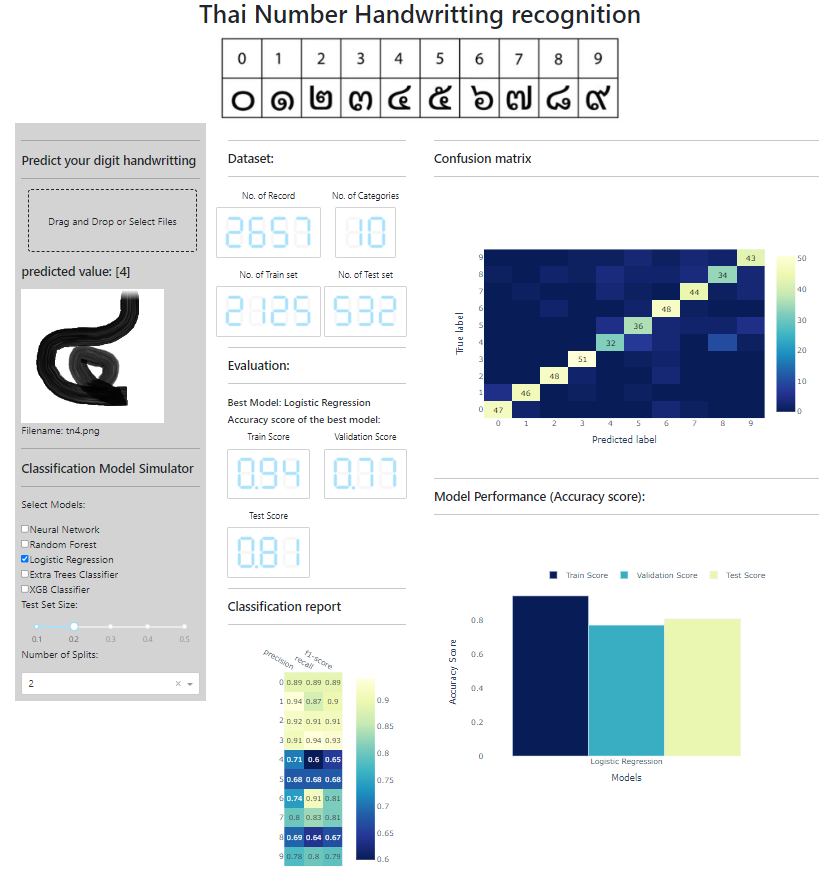 Thai Number Handwritting recognition
0 1 2 3 4 5 6 7 8 9
๐ ๑ ๒ ๓ ๔ ๕ ๖ ๗ ๘ ๙
Predict your digit handwritting
Drag and Drop or Select Files
predicted value: [4]
Filename: tn4.png
Classification Model Simulator
Select Models:
Neural Network
Random Forest
Logistic Regression
Extra Trees Classifier
XGB Classifier
Test Set Size:
0.1 0.2 0.3 0.4 0.5
Number of Splits:
2
Dataset:
No. of Record No. of Categories
2657 10
No. of Train set No. of Test set
2125 532
Evaluation:
Best Model: Logistic Regression
Accuracy score of the best model:
Train Score Validation Score
0.94 0.77
Test Score
0.81
Classification report
precision recall f1-score
0 0.89 0.89 0.89
1 0.94 0.87 0.9
2 0.92 0.91 0.91
3 0.91 0.94 0.93
4 0.71 0.6 0.65
5 0.68 0.68 0.68
6 0.74 0.91 0.81
7 0.8 0.83 0.81
8 0.69 0.64 0.67
9 0.78 0.8 0.79
0.9
0.85
0.8
0.75
0.7
0.65
0.6
Confusion matrix
True label
9 43
8 34
7 44
6 48
5 36
4 32
3 51
2 48
1 46
0 47
0 1 2 3 4 5 6 7 8 9
Predicted label
50
40
30
20
10
0
Model Performance (Accuracy score):
Train Score Validation Score Test Score
Accuracy Score
0.8
0.6
0.4
0.2
0
Logistic Regression
Models